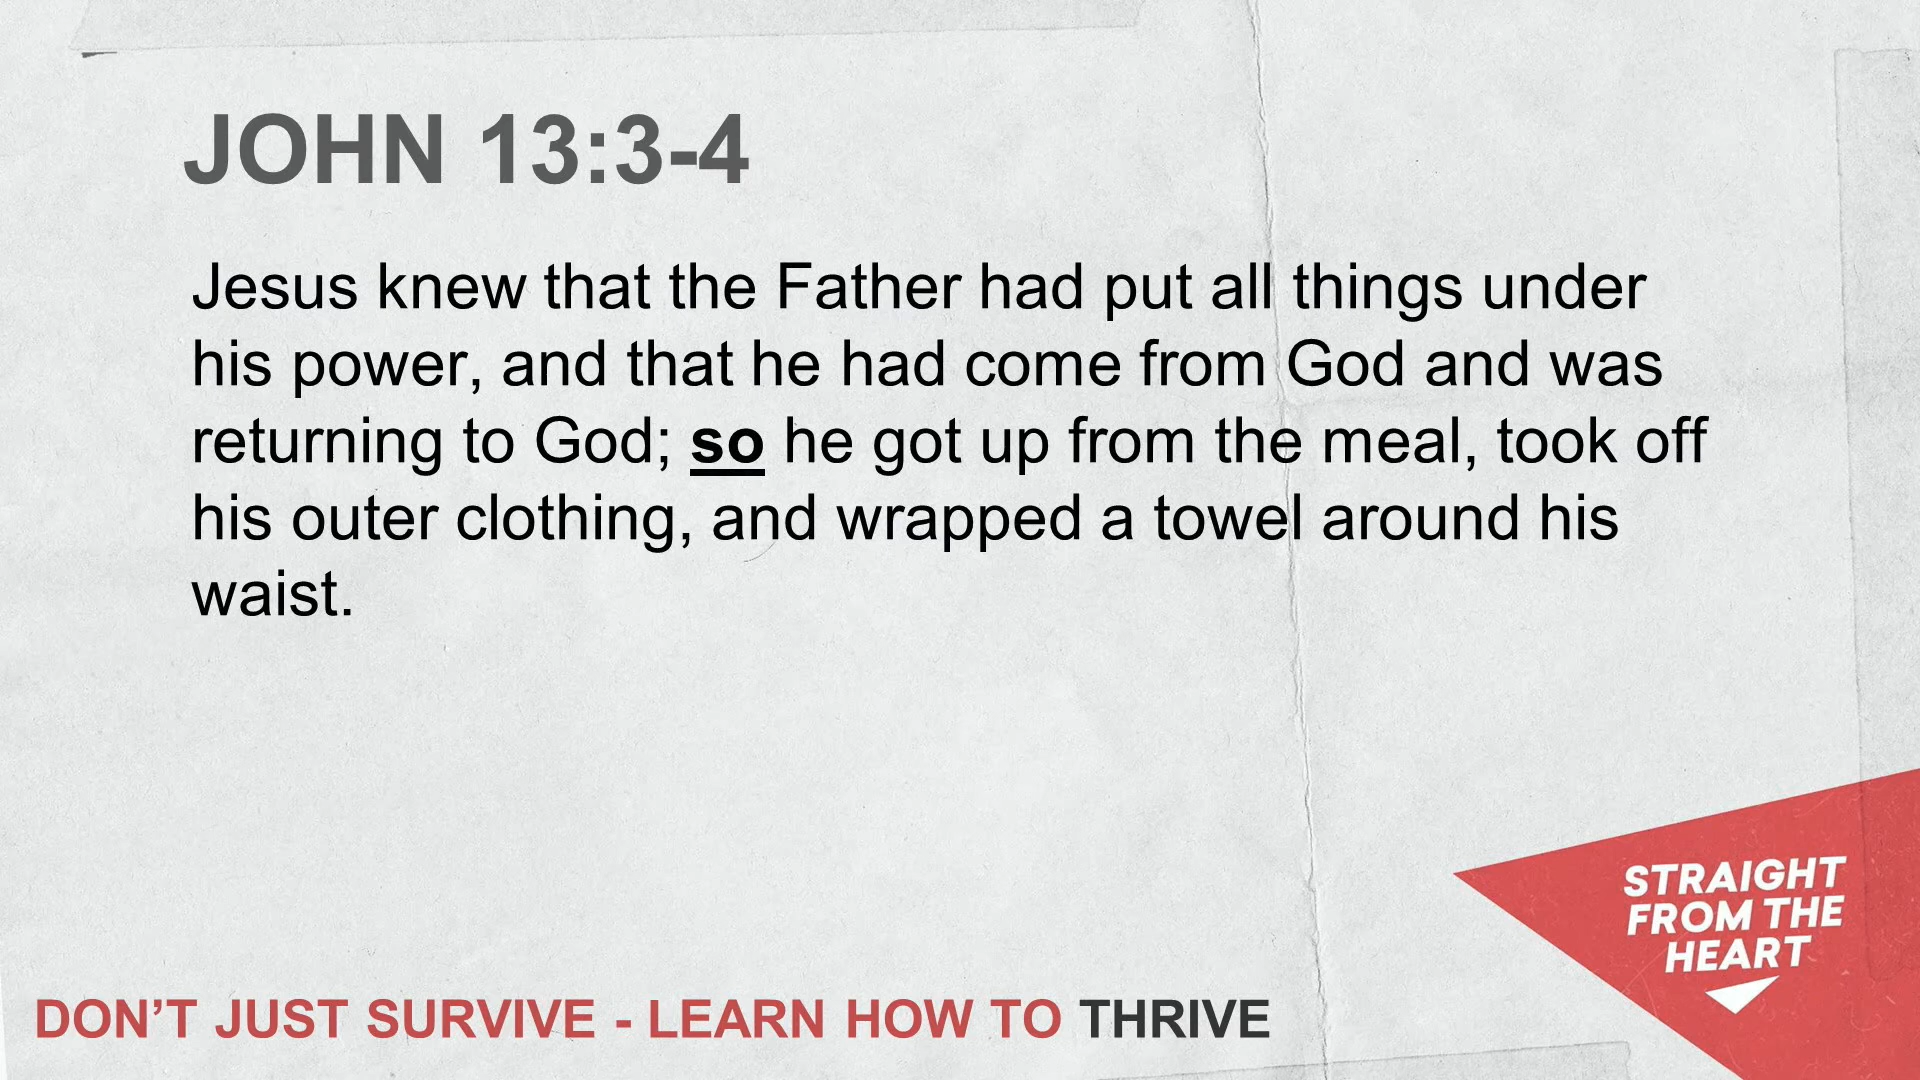 JOHN 13:3-4
Jesus knew that the Father had put all things under
his power, and that he had come from God and was
returning to God; so he got up from the meal, took off
his outer clothing, and wrapped a towel around his
waist.
STRAIGHT
FROM THE
HEART
DON’T JUST SURVIVE - LEARN HOW TO THRIVE